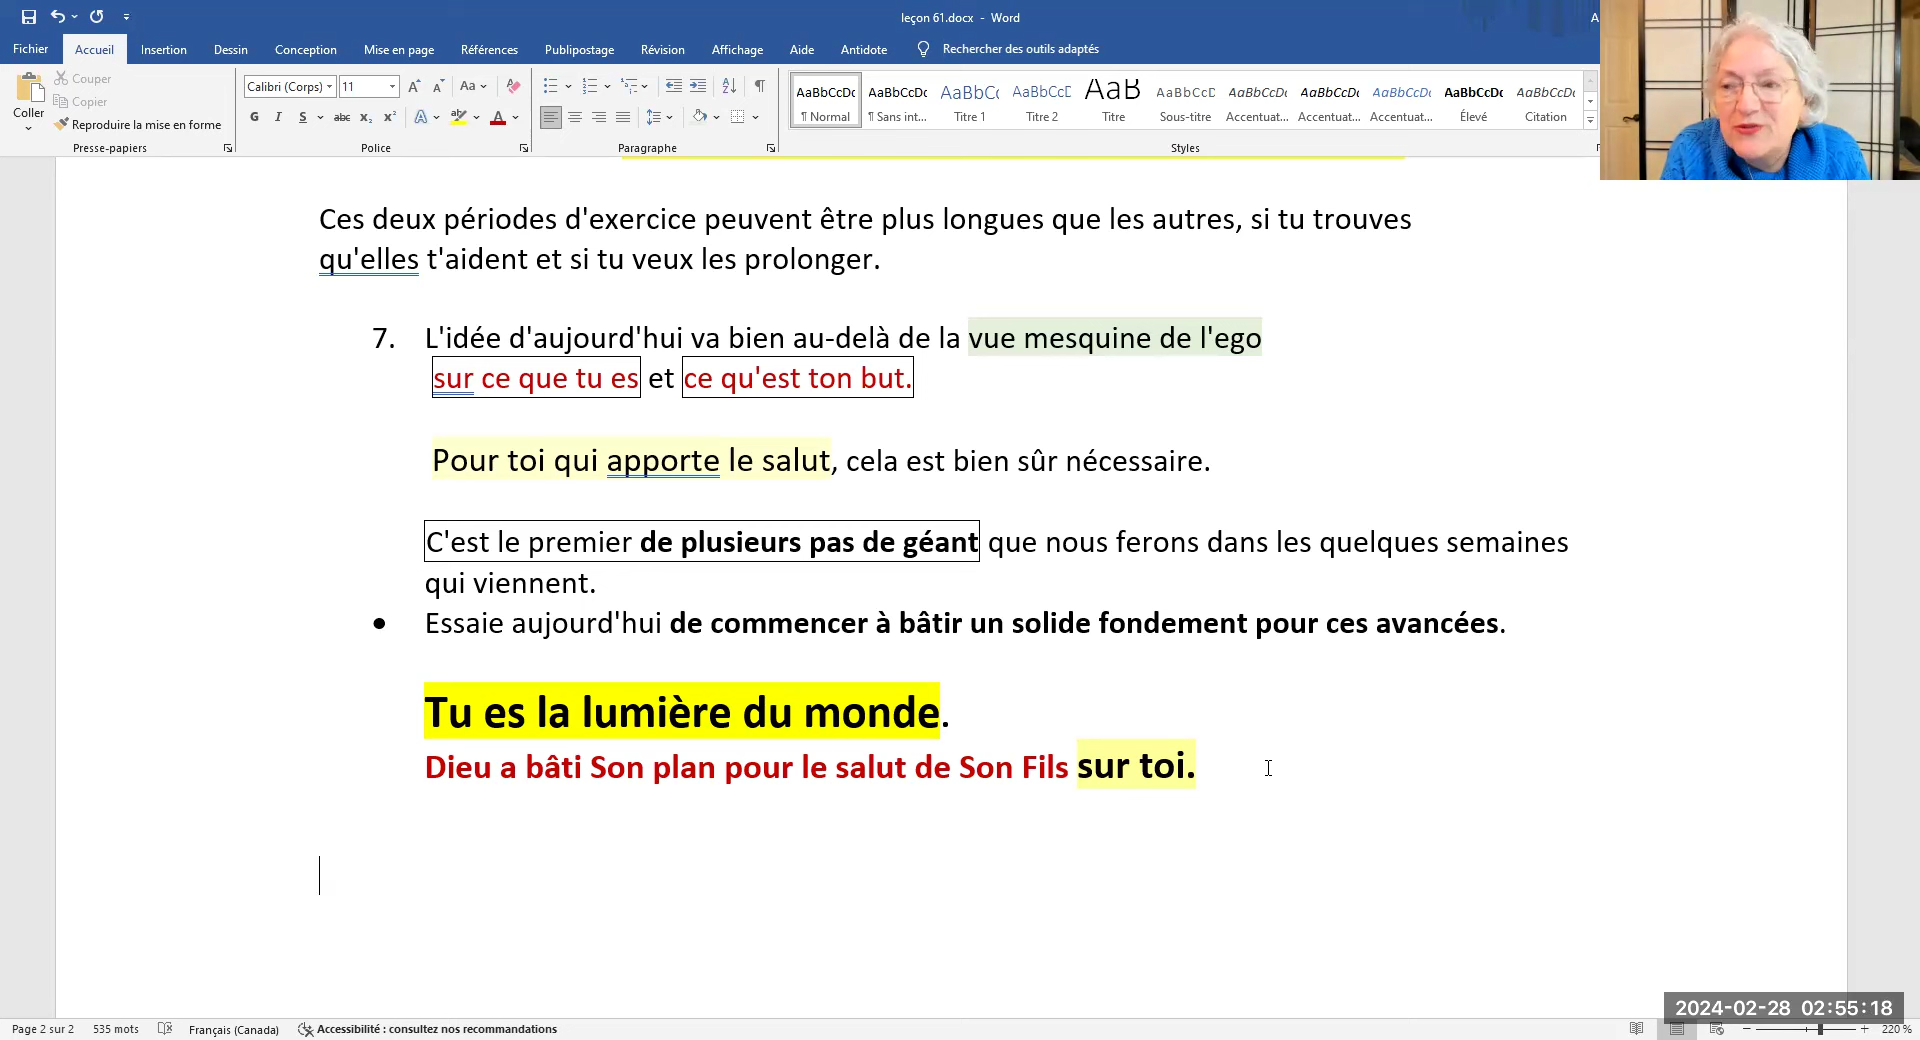 leçon 61.docx - Word
A
Fichier Accueil Insertion Dessin Conception Mise en page Références Publipostage Révision Affichage Aide Antidote Rechercher des outils adaptés
Coller
Couper
Copier
Reproduire la mise en forme
Presse-papiers
Calibri (Corps) 11
Aa
G I S abc x₂ x² A A
Police
Paragraphe
AaBbCcDc AaBbCcDc AaBbCc AaBbCcD AaB AaBbCcD AaBbCcDc AaBbCcDc AaBbCcDc AaBbCcDc AaBbCcDc
¶ Normal ¶ Sans int... Titre 1 Titre 2 Titre Sous-titre Accentuat... Accentuat... Accentuat... Élevé Citation
Styles
Ces deux périodes d'exercice peuvent être plus longues que les autres, si tu trouves
qu'elles t'aident et si tu veux les prolonger.
7. L'idée d'aujourd'hui va bien au-delà de la vue mesquine de l'ego
sur ce que tu es et ce qu'est ton but.
Pour toi qui apporte le salut, cela est bien sûr nécessaire.
C'est le premier de plusieurs pas de géant que nous ferons dans les quelques semaines
qui viennent.
• Essaie aujourd'hui de commencer à bâtir un solide fondement pour ces avancées.
Tu es la lumière du monde.
Dieu a bâti Son plan pour le salut de Son Fils sur toi.
2024-02-28 02:55:18
Page 2 sur 2 535 mots Français (Canada) Accessibilité : consultez nos recommandations 220 %